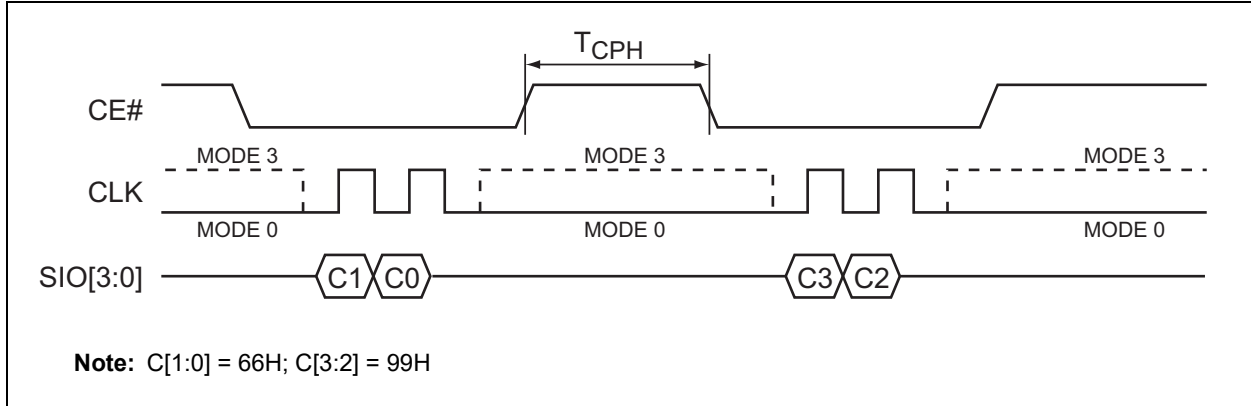 TCPH
CE#
MODE 3 MODE 3 MODE 3
CLK
MODE 0 MODE 0 MODE 0
SIO[3:0] C1 C0 C3 C2
Note: C[1:0] = 66H; C[3:2] = 99H